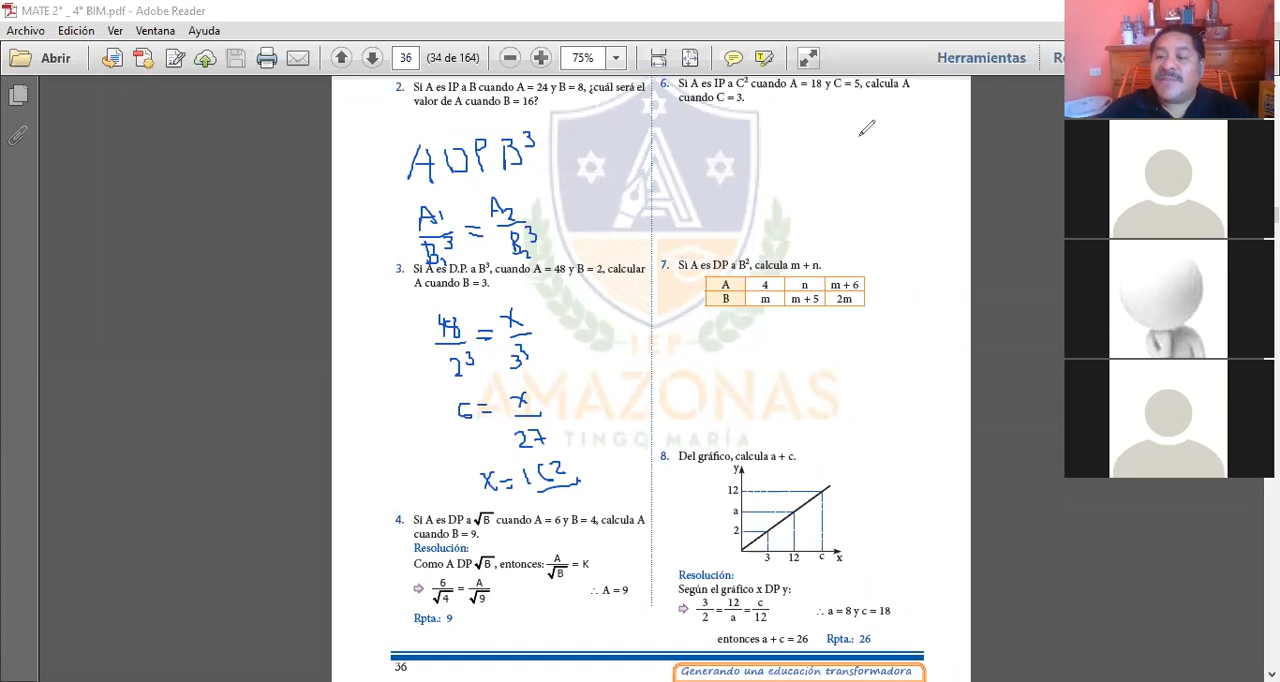 MATE 2° _ 4° BIM.pdf - Adobe Reader
Archivo Edición Ver Ventana Ayuda
Abrir 36 (34 de 164) 75% Herramientas
2. Si A es IP a B cuando A = 24 y B = 8, ¿cuál será el
valor de A cuando B = 16?
A D P B³
A₁/B₁³ = A₂/B₂³
3. Si A es D.P. a B³, cuando A = 48 y B = 2, calcular
A cuando B = 3.
48/2³ = x/3³
6 = x/27
x = 162
4. Si A es DP a √B cuando A = 6 y B = 4, calcula A
cuando B = 9.
Resolución:
Como A DP √B, entonces: A/√B = K
⇨ 6/√4 = A/√9 ∴ A = 9
Rpta.: 9
6. Si A es IP a C² cuando A = 18 y C = 5, calcula A
cuando C = 3.
7. Si A es DP a B², calcula m + n.
A 4 n m + 6
B m m + 5 2m
8. Del gráfico, calcula a + c.
y
12
a
2
3 12 c x
Resolución:
Según el gráfico x DP y:
⇨ 3/2 = 12/a = c/12 ∴ a = 8 y c = 18
entonces a + c = 26 Rpta.: 26
A
IEP
AMAZONAS
TINGO MARÍA
36
Generando una educación transformadora